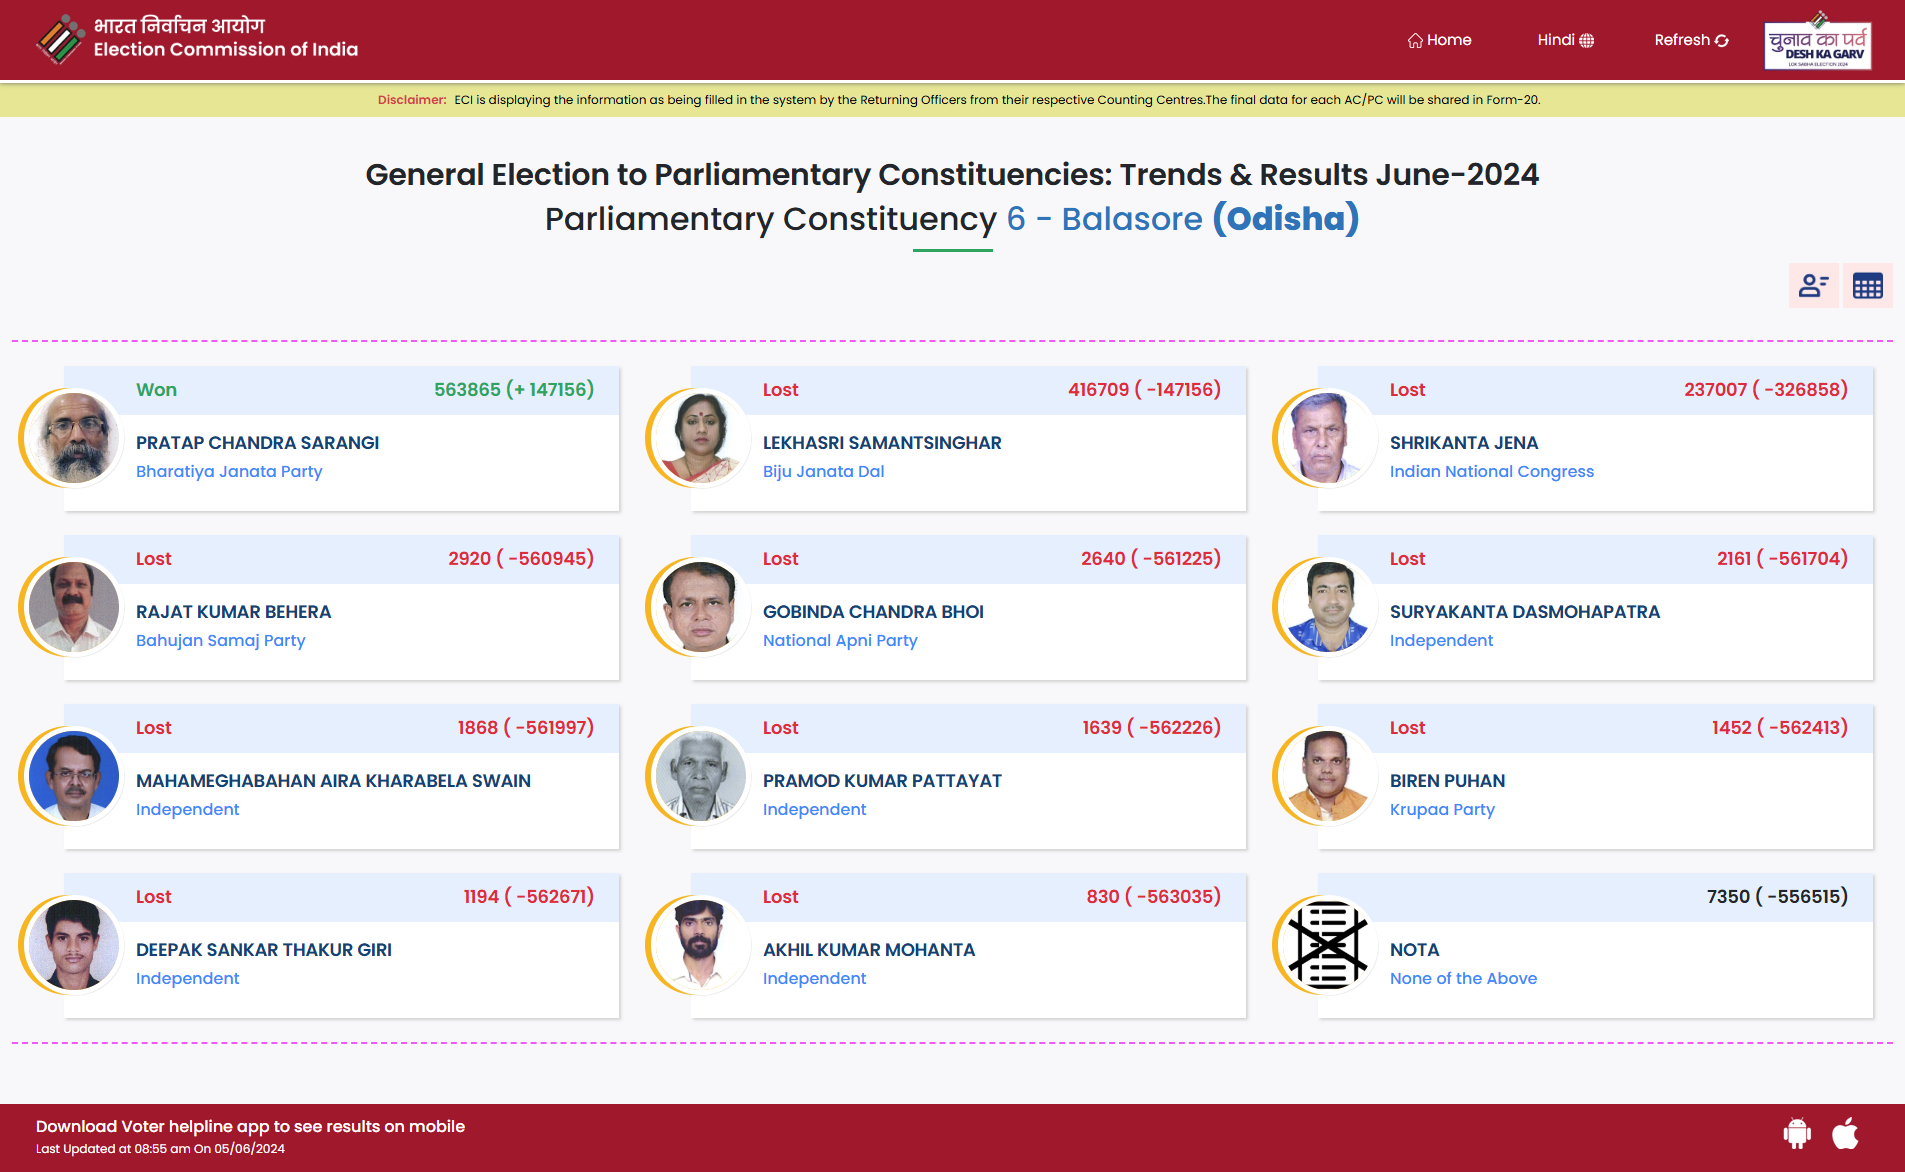 भारत निर्वाचन आयोग
Election Commission of India
Home
Hindi
Refresh
चुनाव का पर्व
DESH KA GARV
LOK SABHA ELECTION 2024
Disclaimer: ECI is displaying the information as being filled in the system by the Returning Officers from their respective Counting Centres.The final data for each AC/PC will be shared in Form-20.
General Election to Parliamentary Constituencies: Trends & Results June-2024
Parliamentary Constituency 6 - Balasore (Odisha)
Won 563865 (+ 147156)
PRATAP CHANDRA SARANGI
Bharatiya Janata Party
Lost 416709 ( -147156)
LEKHASRI SAMANTSINGHAR
Biju Janata Dal
Lost 237007 ( -326858)
SHRIKANTA JENA
Indian National Congress
Lost 2920 ( -560945)
RAJAT KUMAR BEHERA
Bahujan Samaj Party
Lost 2640 ( -561225)
GOBINDA CHANDRA BHOI
National Apni Party
Lost 2161 ( -561704)
SURYAKANTA DASMOHAPATRA
Independent
Lost 1868 ( -561997)
MAHAMEGHABAHAN AIRA KHARABELA SWAIN
Independent
Lost 1639 ( -562226)
PRAMOD KUMAR PATTAYAT
Independent
Lost 1452 ( -562413)
BIREN PUHAN
Krupaa Party
Lost 1194 ( -562671)
DEEPAK SANKAR THAKUR GIRI
Independent
Lost 830 ( -563035)
AKHIL KUMAR MOHANTA
Independent
7350 ( -556515)
NOTA
None of the Above
Download Voter helpline app to see results on mobile
Last Updated at 08:55 am On 05/06/2024